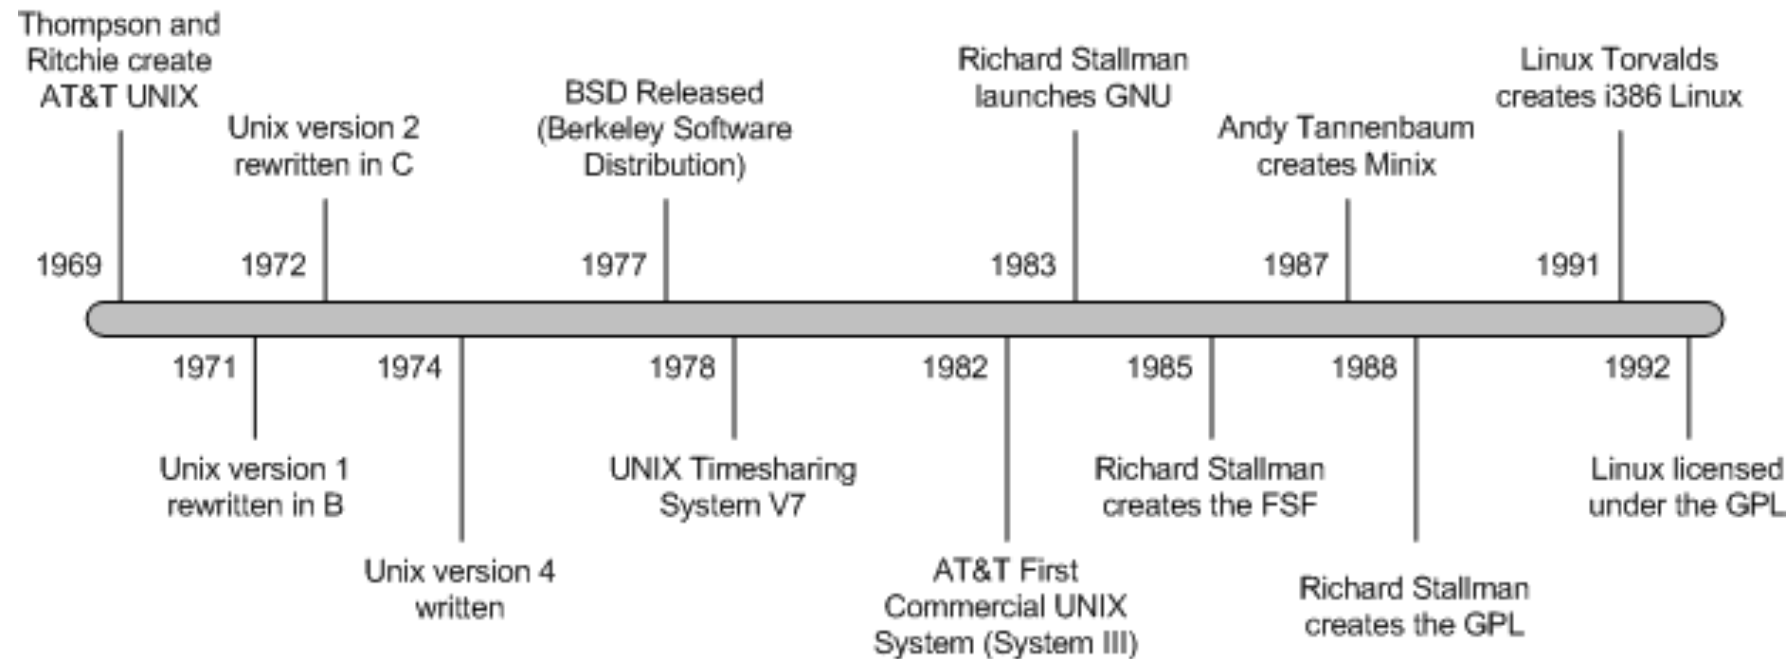 Thompson and
Ritchie create
AT&T UNIX
1969
Unix version 2
rewritten in C
1972
BSD Released
(Berkeley Software
Distribution)
1977
Richard Stallman
launches GNU
1983
Andy Tannenbaum
creates Minix
1987
Linux Torvalds
creates i386 Linux
1991
1971
Unix version 1
rewritten in B
1974
Unix version 4
written
1978
UNIX Timesharing
System V7
1982
AT&T First
Commercial UNIX
System (System III)
1985
Richard Stallman
creates the FSF
1988
Richard Stallman
creates the GPL
1992
Linux licensed
under the GPL